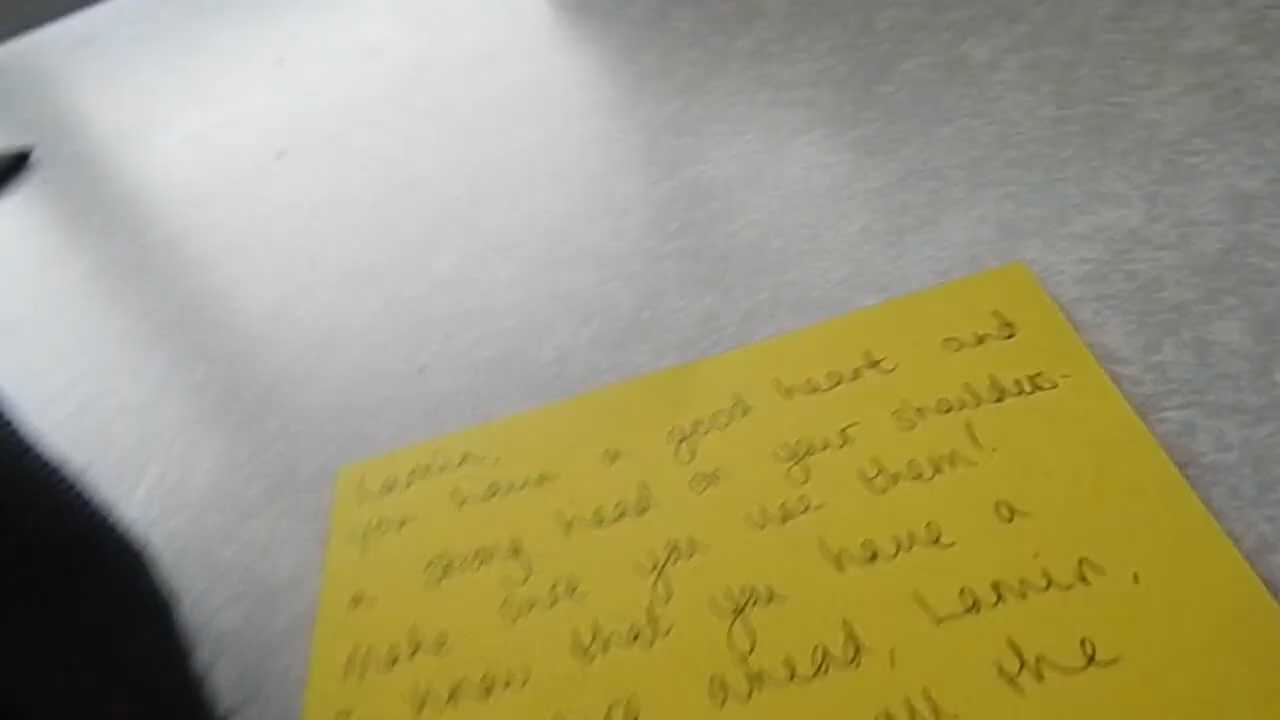 Lamin,
you have a good heart and
a strong head on your shoulders-
Make sure you use them!
I know that you have a
ahead, Lamin,
all the